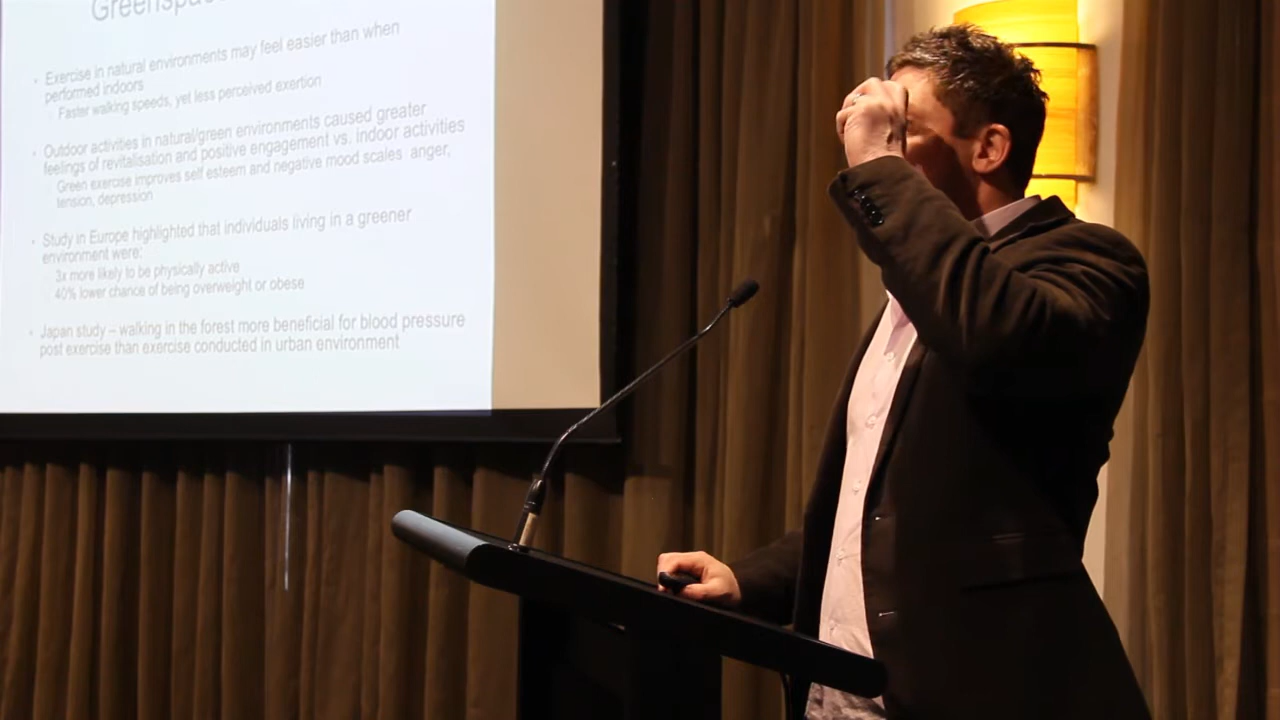 Greenspac
Exercise in natural environments may feel easier than when
performed indoors
Faster walking speeds, yet less perceived exertion
Outdoor activities in natural/green environments caused greater
feelings of revitalisation and positive engagement vs. indoor activities
Green exercise improves self esteem and negative mood scales anger,
tension, depression
Study in Europe highlighted that individuals living in a greener
environment were:
3x more likely to be physically active
40% lower chance of being overweight or obese
Japan study – walking in the forest more beneficial for blood pressure
post exercise than exercise conducted in urban environment